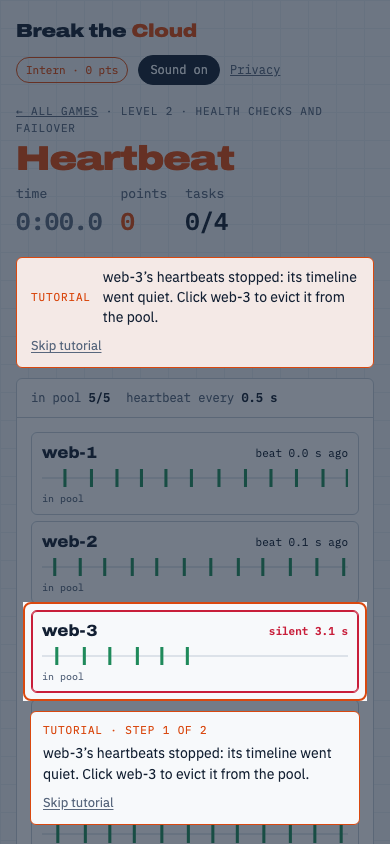 Break the Cloud
Intern · 0 pts
Sound on
Privacy
← ALL GAMES · LEVEL 2 · HEALTH CHECKS AND
FAILOVER
Heartbeat
time points tasks
0:00.0 0 0/4
TUTORIAL
web-3’s heartbeats stopped: its timeline
went quiet. Click web-3 to evict it from
the pool.
Skip tutorial
in pool 5/5 heartbeat every 0.5 s
web-1 beat 0.0 s ago
in pool
web-2 beat 0.1 s ago
in pool
web-3 silent 3.1 s
in pool
TUTORIAL · STEP 1 OF 2
web-3’s heartbeats stopped: its timeline went
quiet. Click web-3 to evict it from the pool.
Skip tutorial